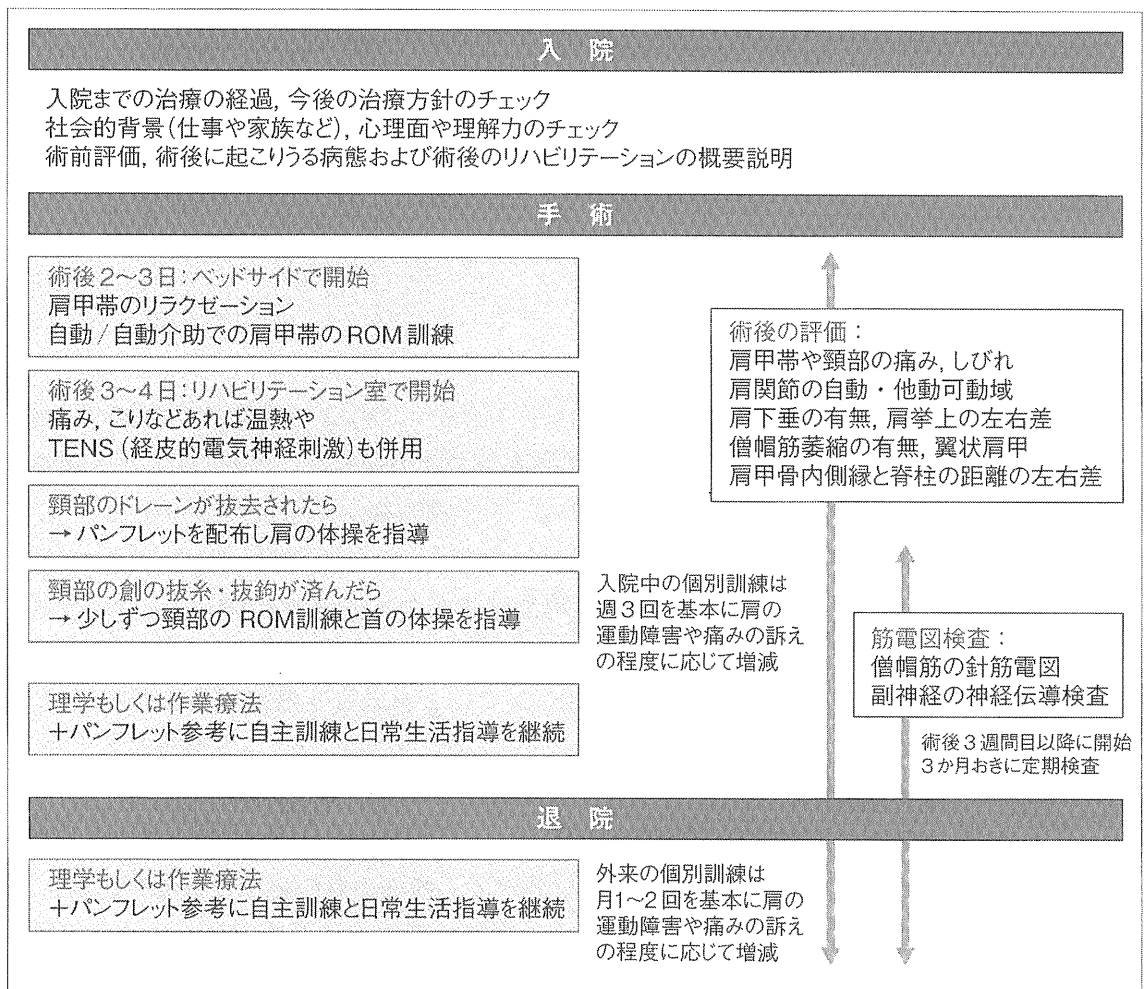 入 院
入院までの治療の経過, 今後の治療方針のチェック
社会的背景(仕事や家族など), 心理面や理解力のチェック
術前評価, 術後に起こりうる病態および術後のリハビリテーションの概要説明
手 術
術後2〜3日:ベッドサイドで開始
肩甲帯のリラクゼーション
自動/自動介助での肩甲帯のROM訓練
術後3〜4日:リハビリテーション室で開始
痛み, こりなどあれば温熱や
TENS(経皮的電気神経刺激)も併用
頸部のドレーンが抜去されたら
→ パンフレットを配布し肩の体操を指導
頸部の創の抜糸・抜鉤が済んだら
→ 少しずつ頸部の ROM訓練と首の体操を指導
理学もしくは作業療法
+パンフレット参考に自主訓練と日常生活指導を継続
入院中の個別訓練は
週3回を基本に肩の
運動障害や痛みの訴え
の程度に応じて増減
術後の評価:
肩甲帯や頸部の痛み, しびれ
肩関節の自動・他動可動域
肩下垂の有無, 肩挙上の左右差
僧帽筋萎縮の有無, 翼状肩甲
肩甲骨内側縁と脊柱の距離の左右差
筋電図検査:
僧帽筋の針筋電図
副神経の神経伝導検査
術後3週間目以降に開始
3か月おきに定期検査
退 院
理学もしくは作業療法
+パンフレット参考に自主訓練と日常生活指導を継続
外来の個別訓練は
月1〜2回を基本に肩の
運動障害や痛みの訴え
の程度に応じて増減